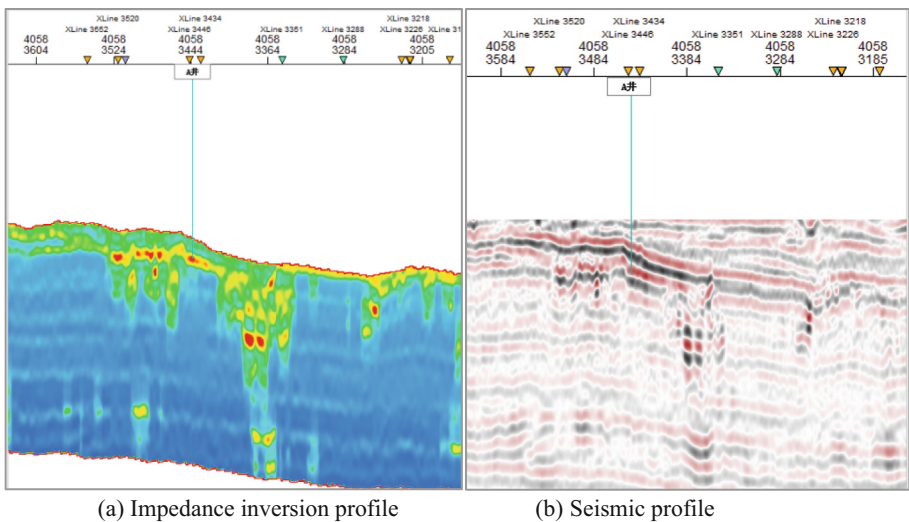 XLine 3520 XLine 3434 XLine 3218
XLine 3552 XLine 3446 XLine 3351 XLine 3288 XLine 3226 XLine 31
4058 4058 4058 4058 4058 4058
3604 3524 3444 3364 3284 3205
A井
(a) Impedance inversion profile
XLine 3520 XLine 3434 XLine 3218
XLine 3552 XLine 3446 XLine 3351 XLine 3288 XLine 3226
4058 4058 4058 4058 4058
3584 3484 3384 3284 3185
A井
(b) Seismic profile